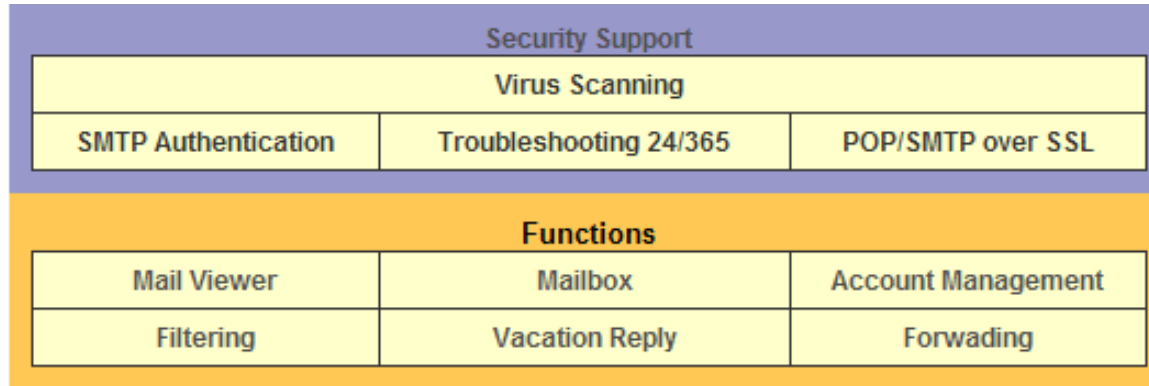 Security Support
Virus Scanning
SMTP Authentication Troubleshooting 24/365 POP/SMTP over SSL
Functions
Mail Viewer Mailbox Account Management
Filtering Vacation Reply Forwading